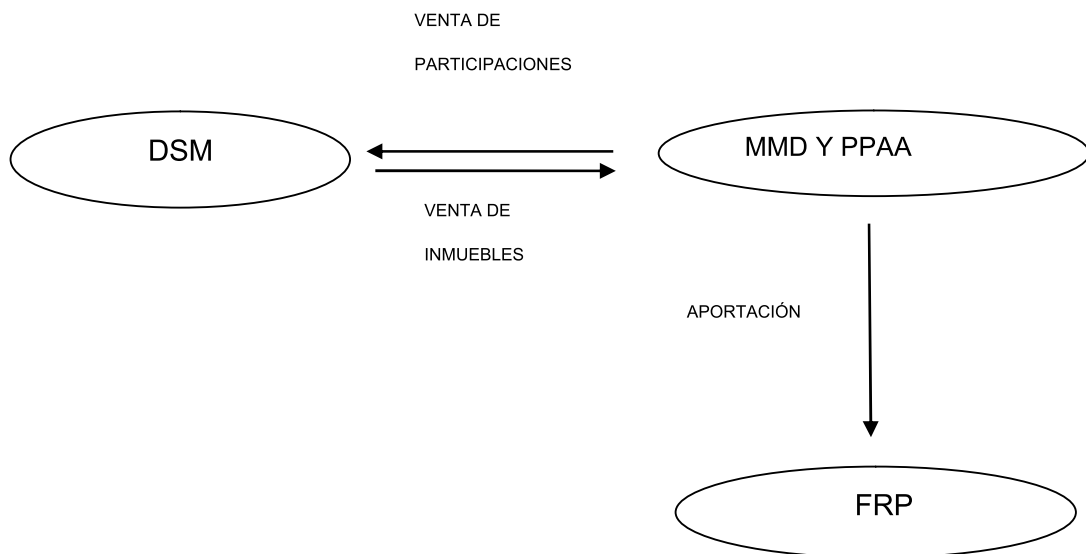 VENTA DE
PARTICIPACIONES
DSM
MMD Y PPAA
VENTA DE
INMUEBLES
APORTACIÓN
FRP